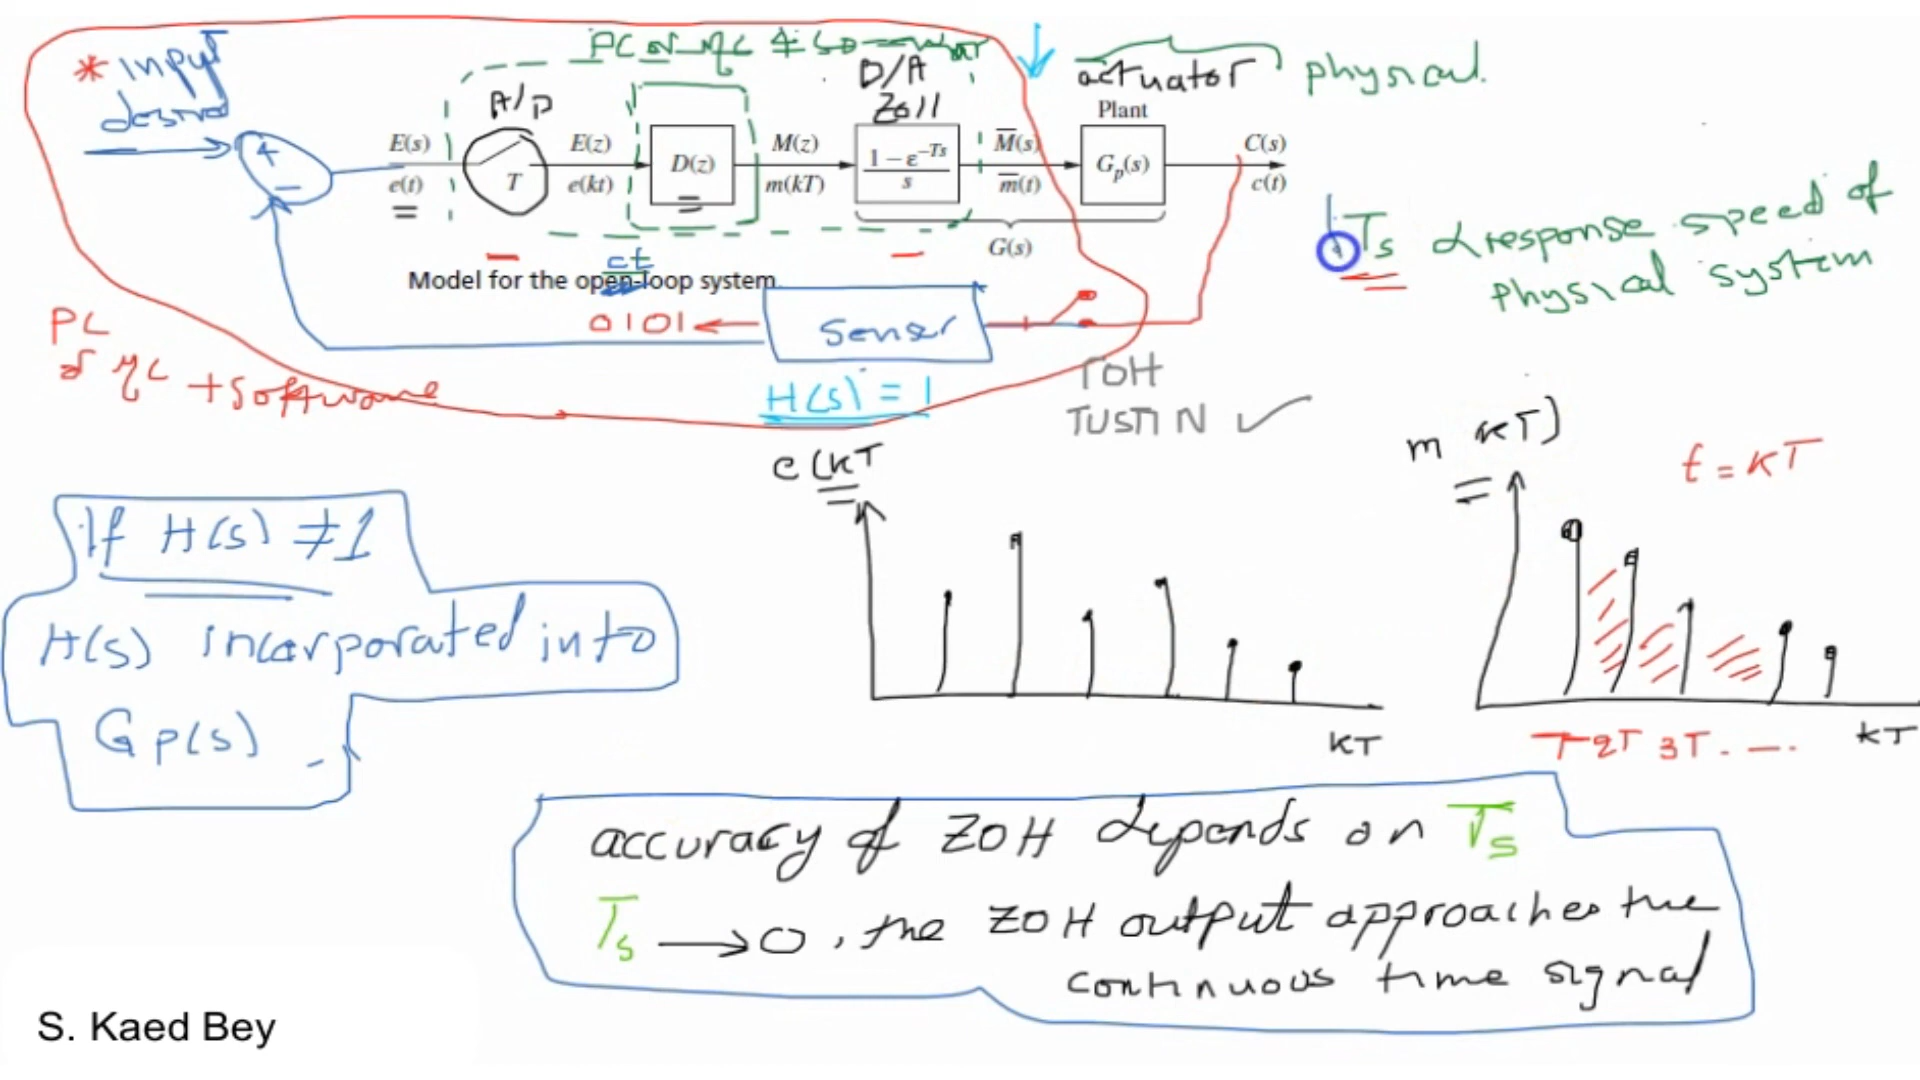 * Input
desired
+
−
PC or μC + software
A/D
D/A
ZOH
actuator
physical.
Plant
E(s)
e(t)
=
T
E(z)
e(kt)
D(z)
=
M(z)
m(kT)
1 − ε^−Ts
s
M̅(s)
m̅(t)
Gp(s)
C(s)
c(t)
G(s)
Model for the open-loop system
0101
Sensor
H(s) = 1
PC
or μC + Software
TOH
TUSTIN ✓
↓ Ts α response speed of
physical system
If H(s) ≠ 1
H(s) incorporated into
Gp(s)
e(kT
KT
m KT)
t = KT
T 2T 3T . — .
KT
accuracy of ZOH depends on Ts
Ts → 0, the ZOH output approaches the
continuous time signal
S. Kaed Bey